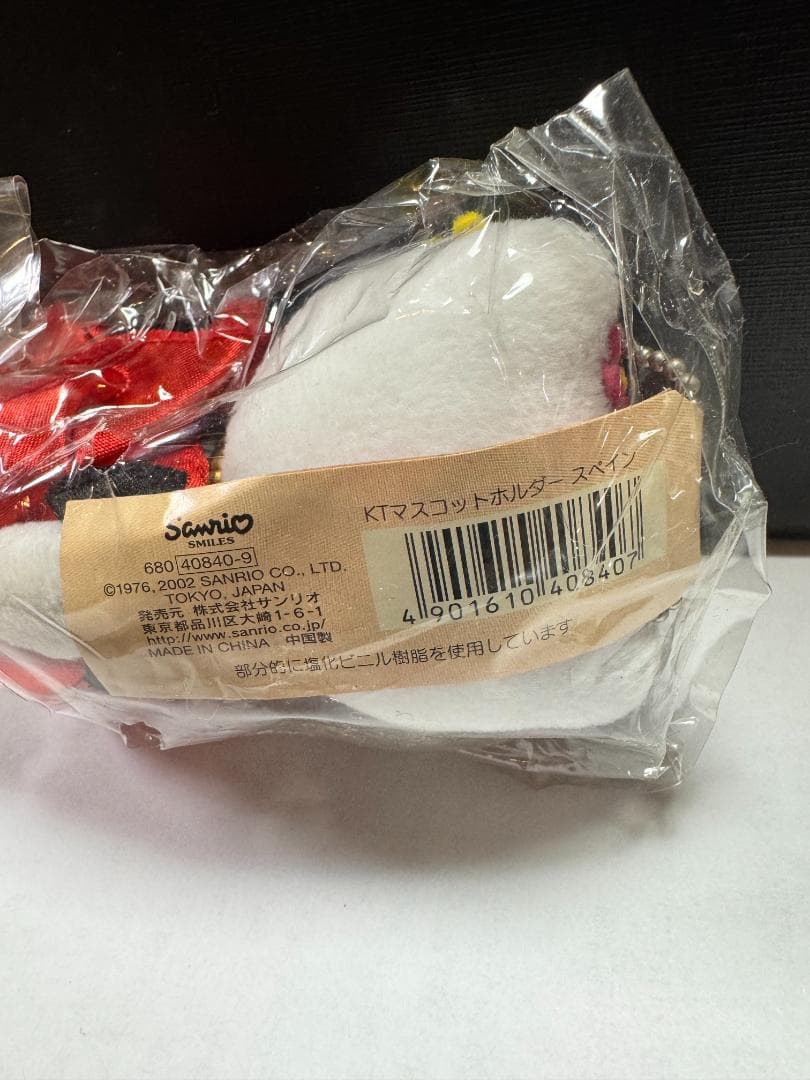 Sanrio
SMILES
680 40840-9
©1976, 2002 SANRIO CO., LTD.
TOKYO, JAPAN
発売元 株式会社サンリオ
東京都品川区大崎1-6-1
http://www.sanrio.co.jp/
MADE IN CHINA 中国製
KTマスコットホルダー スペイン
4 901610 408407
部分的に塩化ビニル樹脂を使用しています